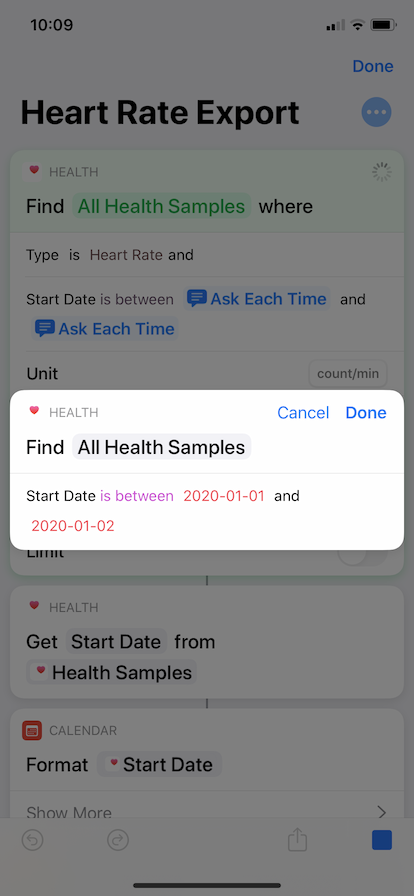 10:09
Done
Heart Rate Export
HEALTH
Find All Health Samples where
Type is Heart Rate and
Start Date is between Ask Each Time and
Ask Each Time
Unit count/min
HEALTH Cancel Done
Find All Health Samples
Start Date is between 2020-01-01 and
2020-01-02
Limit
HEALTH
Get Start Date from
Health Samples
CALENDAR
Format Start Date
Show More